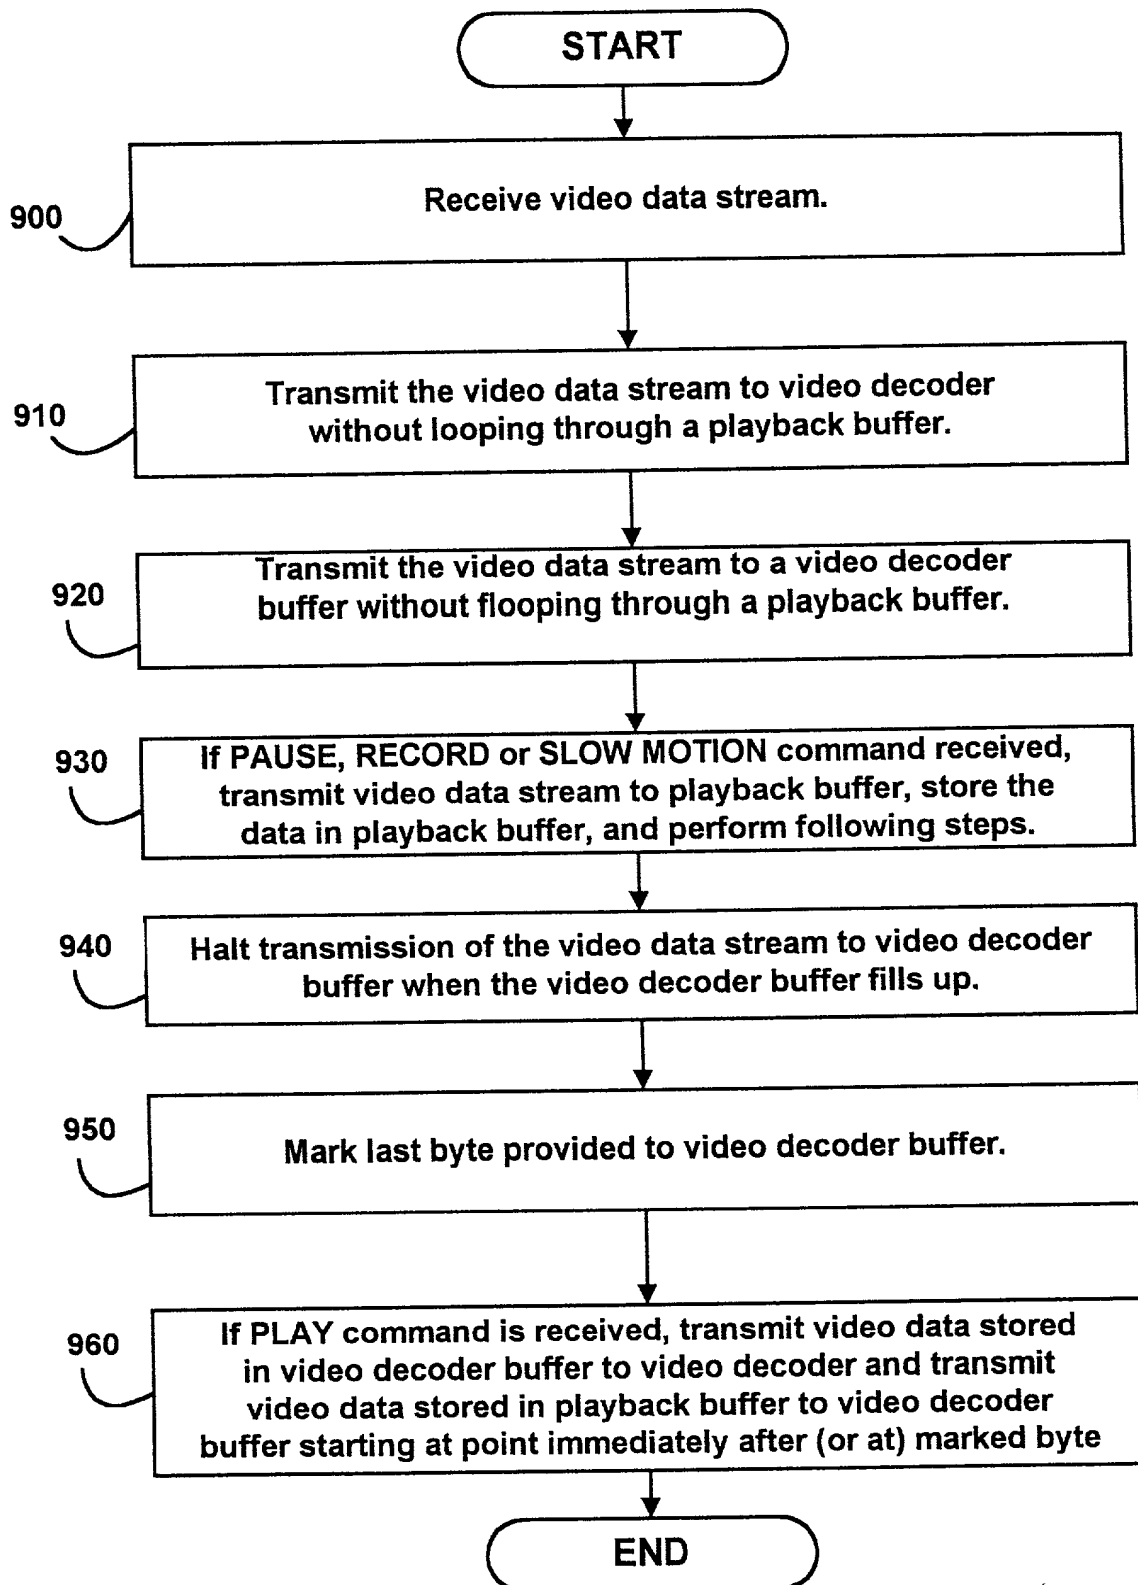 START
Receive video data stream.
900
Transmit the video data stream to video decoder
without looping through a playback buffer.
910
Transmit the video data stream to a video decoder
buffer without flooping through a playback buffer.
920
If PAUSE, RECORD or SLOW MOTION command received,
transmit video data stream to playback buffer, store the
data in playback buffer, and perform following steps.
930
Halt transmission of the video data stream to video decoder
buffer when the video decoder buffer fills up.
940
Mark last byte provided to video decoder buffer.
950
If PLAY command is received, transmit video data stored
in video decoder buffer to video decoder and transmit
video data stored in playback buffer to video decoder
buffer starting at point immediately after (or at) marked byte
960
END